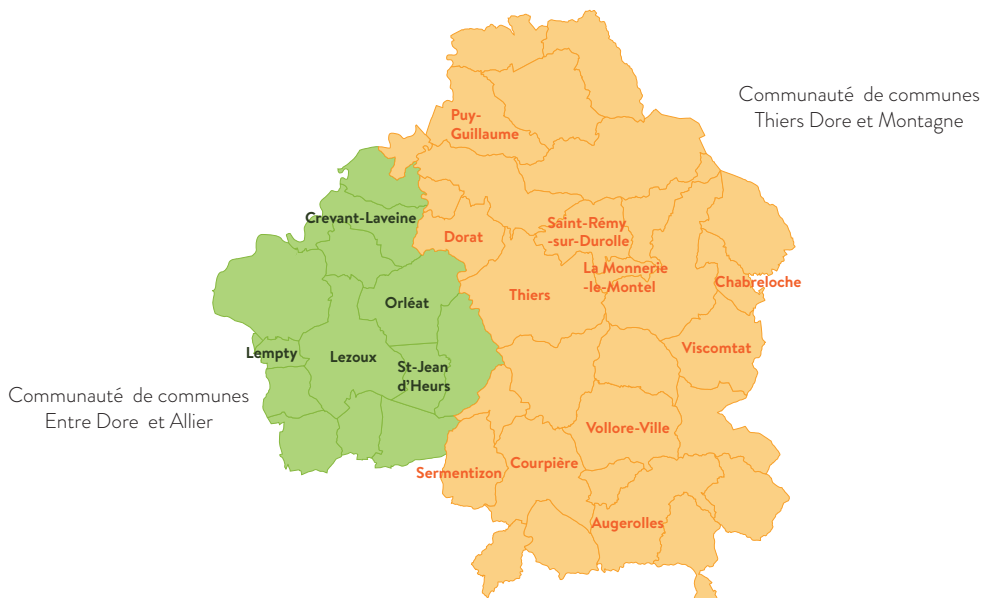 Communauté de communes
Thiers Dore et Montagne
Puy-
Guillaume
Crevant-Laveine
Dorat
Saint-Rémy
-sur-Durolle
La Monnerie
-le-Montel
Chabreloche
Thiers
Orléat
Viscomtat
Lempty
Lezoux
St-Jean
d'Heurs
Communauté de communes
Entre Dore et Allier
Vollore-Ville
Courpière
Sermentizon
Augerolles